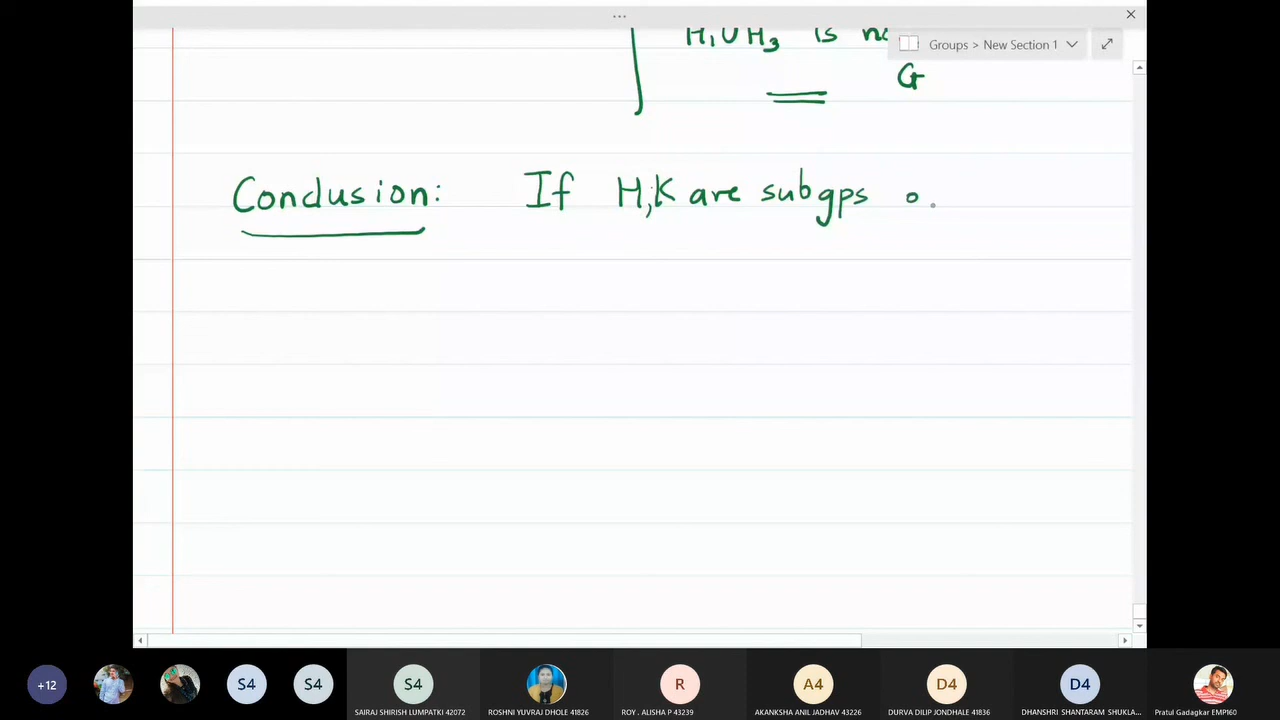 H₁UH₃ is
Groups > New Section 1
G
Conclusion: If H,K are subgps o
+12
S4
S4
S4
R
A4
D4
D4
SAIRAJ SHIRISH LUMPATKI 42072
ROSHNI YUVRAJ DHOLE 41826
ROY . ALISHA P 43239
AKANKSHA ANIL JADHAV 43226
DURVA DILIP JONDHALE 41836
DHANSHRI SHANTARAM SHUKLA...
Pratul Gadagkar EMP160